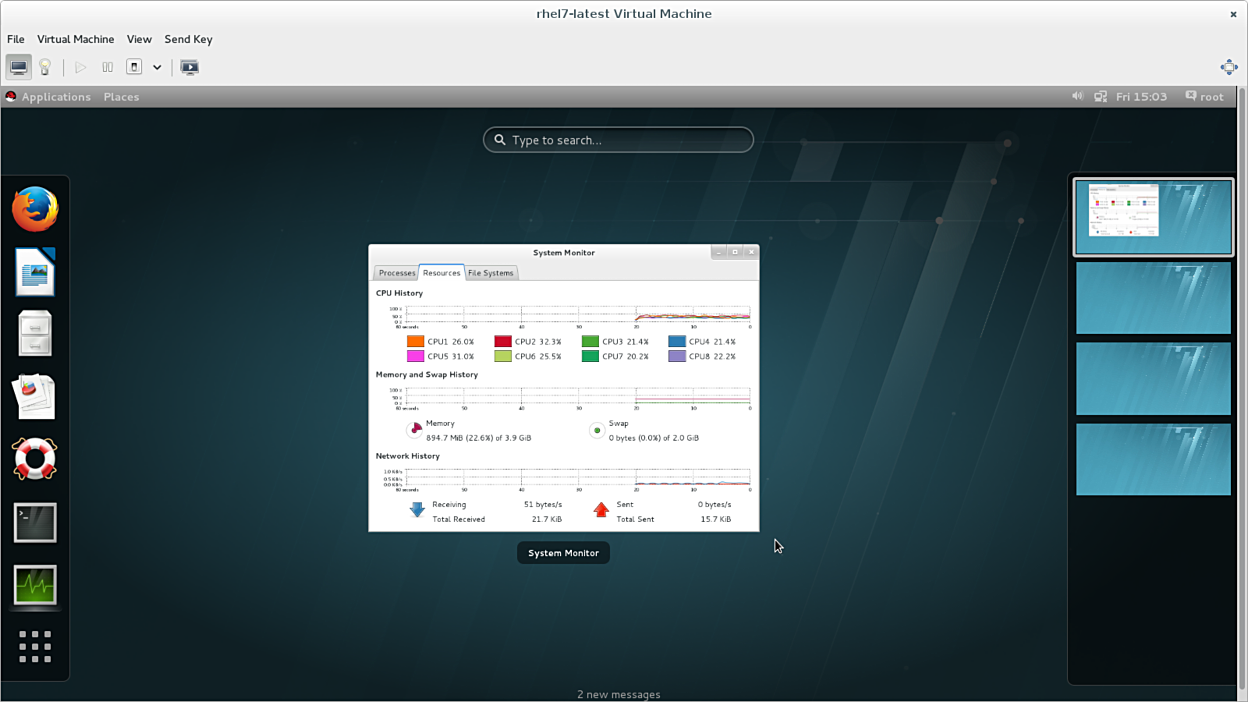 rhel7-latest Virtual Machine
File Virtual Machine View Send Key
Applications Places Fri 15:03 root
Type to search...
System Monitor
Processes Resources File Systems
CPU History
100 %
50 %
0 %
60 seconds 50 40 30 20 10 0
CPU1 26.0% CPU2 32.3% CPU3 21.4% CPU4 21.4%
CPU5 31.0% CPU6 25.5% CPU7 20.2% CPU8 22.2%
Memory and Swap History
100 %
50 %
0 %
60 seconds 50 40 30 20 10 0
Memory Swap
894.7 MiB (22.6%) of 3.9 GiB 0 bytes (0.0%) of 2.0 GiB
Network History
1.0 KiB/s
0.5 KiB/s
0.0 KiB/s
60 seconds 50 40 30 20 10 0
Receiving 51 bytes/s Sent 0 bytes/s
Total Received 21.7 KiB Total Sent 15.7 KiB
System Monitor
2 new messages